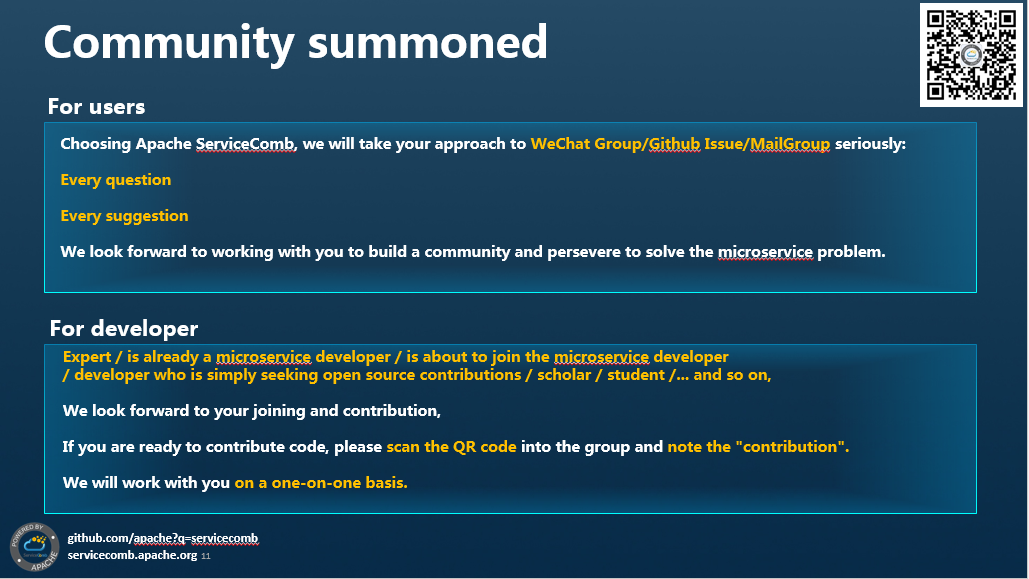 Community summoned
For users
Choosing Apache ServiceComb, we will take your approach to WeChat Group/Github Issue/MailGroup seriously:
Every question
Every suggestion
We look forward to working with you to build a community and persevere to solve the microservice problem.
For developer
Expert / is already a microservice developer / is about to join the microservice developer
/ developer who is simply seeking open source contributions / scholar / student /... and so on,
We look forward to your joining and contribution,
If you are ready to contribute code, please scan the QR code into the group and note the "contribution".
We will work with you on a one-on-one basis.
POWERED BY
APACHE
github.com/apache?q=servicecomb
servicecomb.apache.org 11